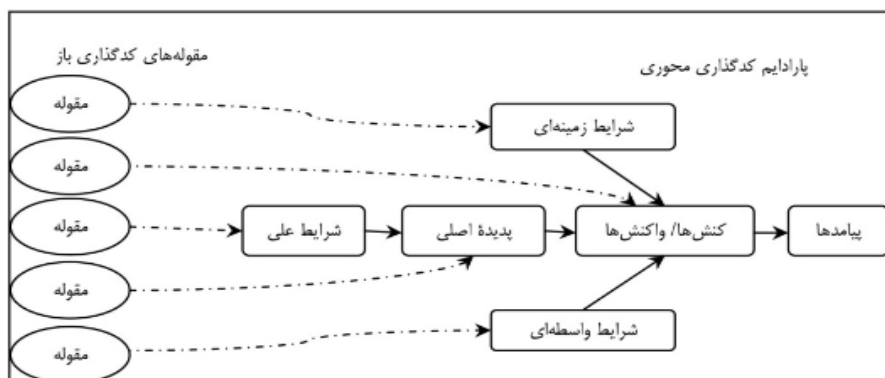 پارادایم کدگذاری محوری
مقوله‌های کدگذاری باز
مقوله
شرایط زمینه‌ای
مقوله
مقوله
شرایط علی
پدیدۀ اصلی
کنش‌ها/ واکنش‌ها
پیامدها
مقوله
شرایط واسطه‌ای
مقوله